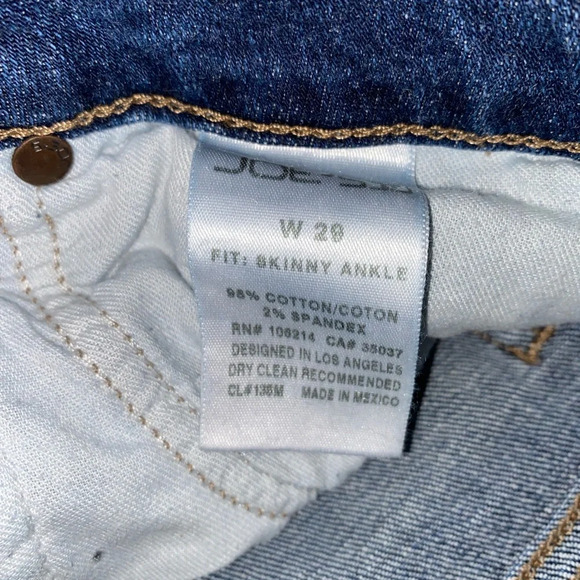 JOE'S
W 29
FIT: SKINNY ANKLE
98% COTTON/COTON
2% SPANDEX
RN# 106214 CA# 35037
DESIGNED IN LOS ANGELES
DRY CLEAN RECOMMENDED
CL#136M MADE IN MEXICO